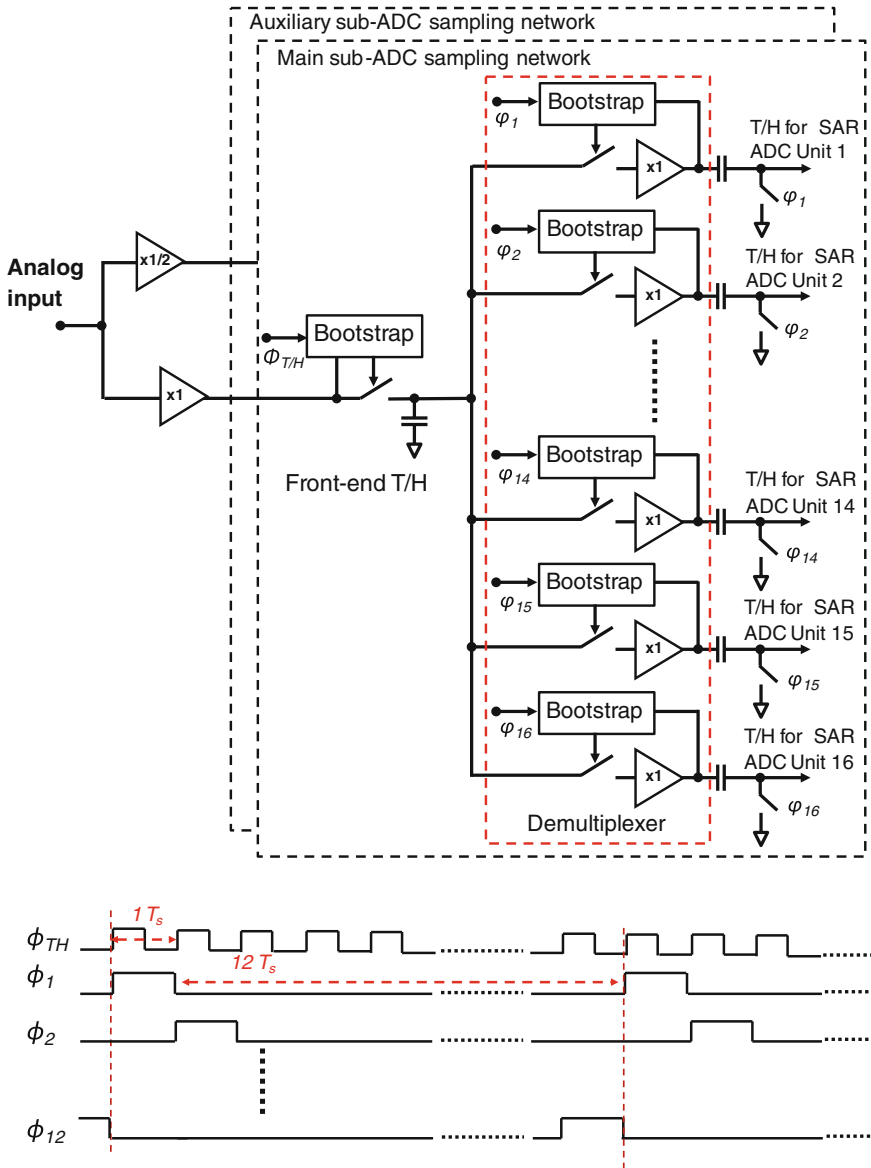 Auxiliary sub-ADC sampling network
Main sub-ADC sampling network
Bootstrap
φ1
x1
T/H for SAR
ADC Unit 1
φ1
Bootstrap
φ2
x1
T/H for SAR
ADC Unit 2
φ2
x1/2
Analog
input
Bootstrap
ΦT/H
x1
Front-end T/H
Bootstrap
φ14
x1
T/H for SAR
ADC Unit 14
φ14
Bootstrap
φ15
x1
T/H for SAR
ADC Unit 15
φ15
Bootstrap
φ16
x1
T/H for SAR
ADC Unit 16
φ16
Demultiplexer
1 Ts
ϕTH
12 Ts
ϕ1
ϕ2
ϕ12